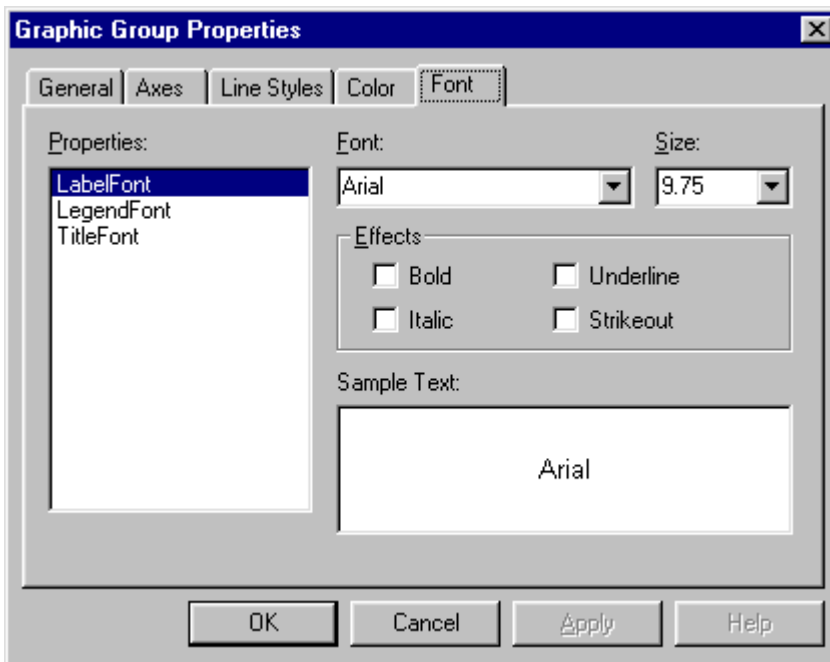 Graphic Group Properties
General Axes Line Styles Color Font
Properties:
LabelFont
LegendFont
TitleFont
Font:
Arial
Size:
9.75
Effects
Bold
Underline
Italic
Strikeout
Sample Text:
Arial
OK Cancel Apply Help